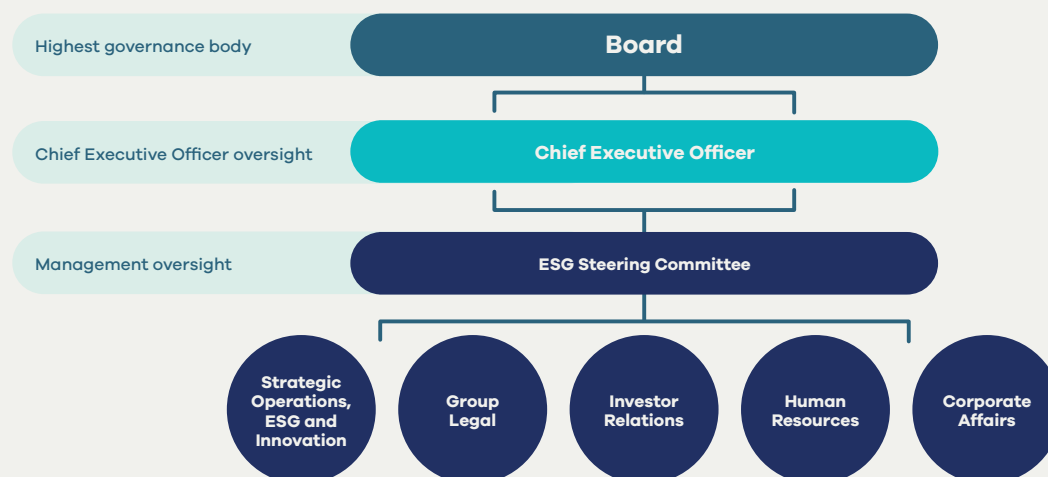 Highest governance body
Board
Chief Executive Officer oversight
Chief Executive Officer
Management oversight
ESG Steering Committee
Strategic
Operations,
ESG and
Innovation
Group
Legal
Investor
Relations
Human
Resources
Corporate
Affairs